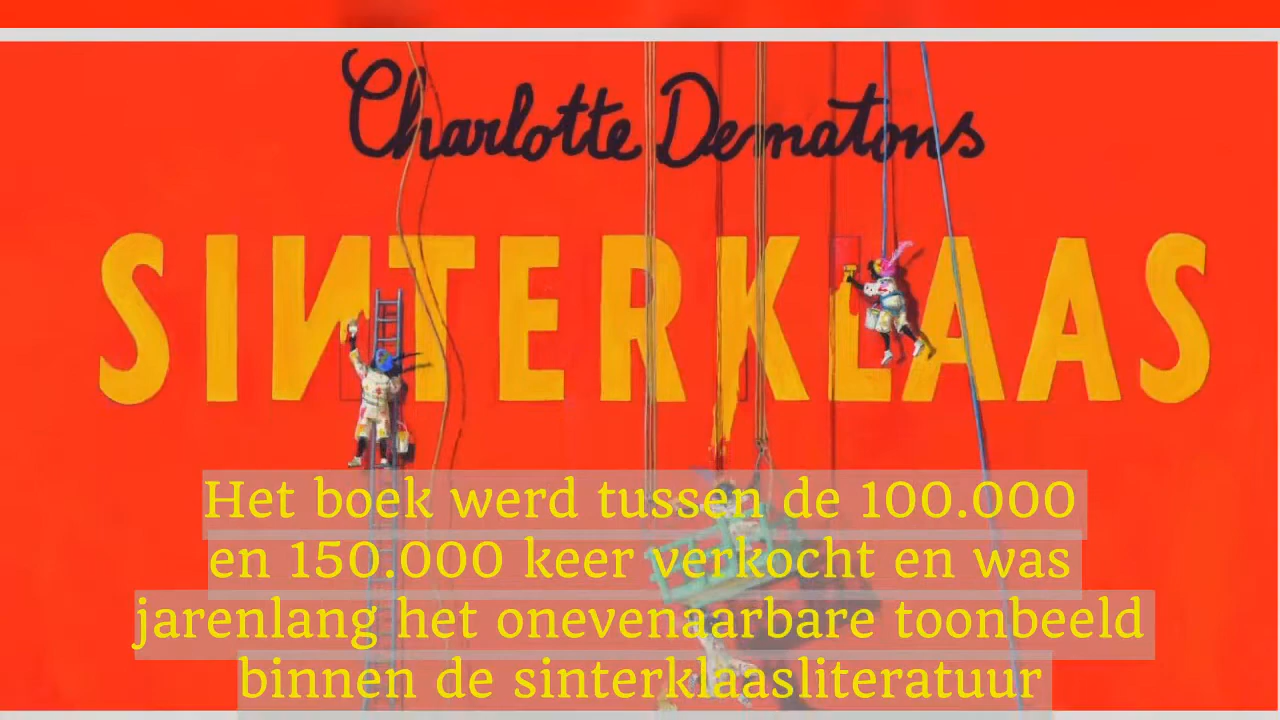 Charlotte Dematons
SINTERKLAAS
Het boek werd tussen de 100.000
en 150.000 keer verkocht en was
jarenlang het onevenaarbare toonbeeld
binnen de sinterklaasliteratuur